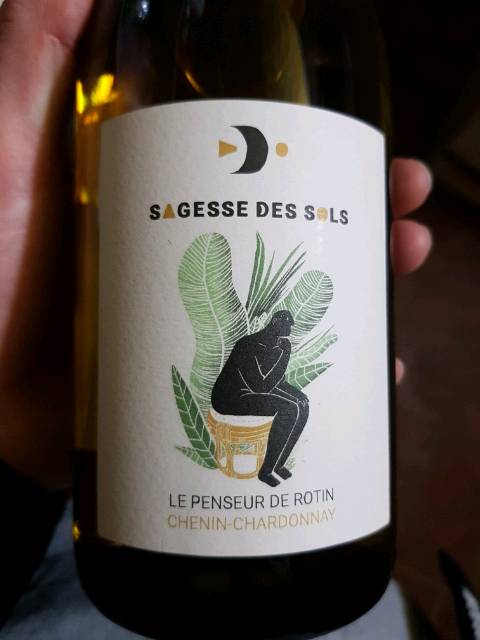 SAGESSE DES SOLS
LE PENSEUR DE ROTIN
CHENIN-CHARDONNAY